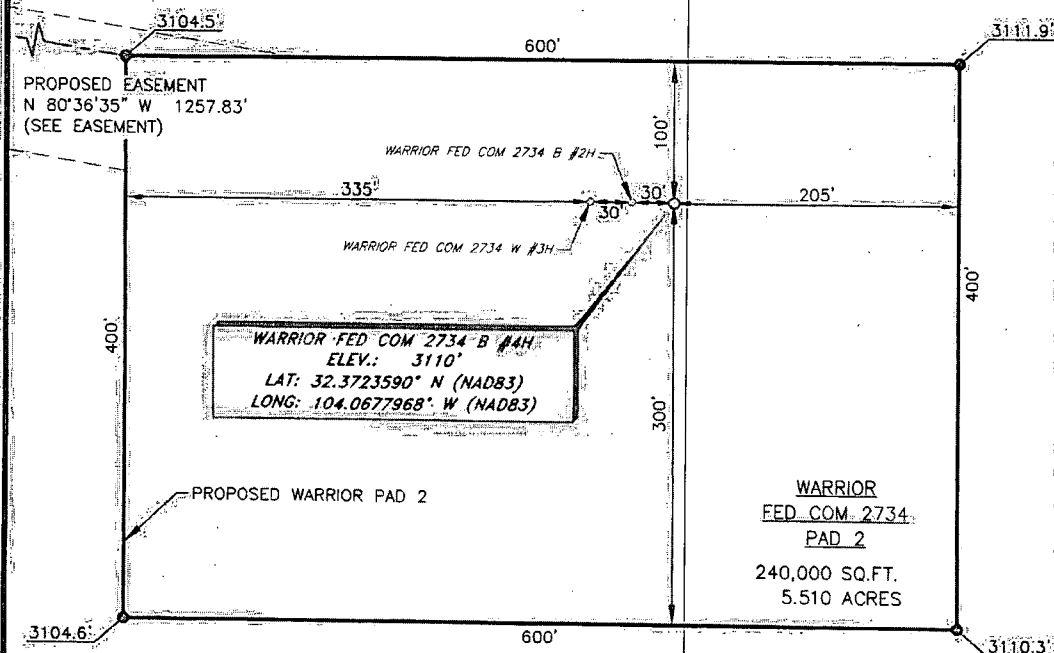 3104.5'
600'
3111.9'
PROPOSED EASEMENT
N 80°36'35" W 1257.83'
(SEE EASEMENT)
100'
WARRIOR FED COM 2734 B #2H
335'
30'
30'
205'
WARRIOR FED COM 2734 W #3H
400'
400'
WARRIOR FED COM 2734 B #4H
ELEV.: 3110'
LAT: 32.3723590° N (NAD83)
LONG: 104.0677968° W (NAD83)
300'
PROPOSED WARRIOR PAD 2
WARRIOR
FED COM 2734
PAD 2
240,000 SQ.FT.
5.510 ACRES
3104.6'
600'
3110.3'